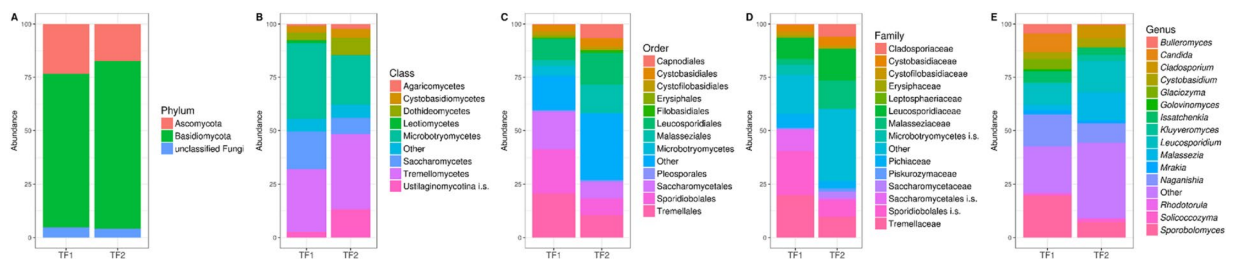 A
Abundance
100
75
50
25
0
TF1
TF2
Phylum
Ascomycota
Basidiomycota
unclassified Fungi
B
Abundance
100
75
50
25
0
TF1
TF2
Class
Agaricomycetes
Cystobasidiomycetes
Dothideomycetes
Leotiomycetes
Microbotryomycetes
Other
Saccharomycetes
Tremellomycetes
Ustilaginomycotina i.s.
C
Abundance
100
75
50
25
0
TF1
TF2
Order
Capnodiales
Cystobasidiales
Cystofilobasidiales
Erysiphales
Filobasidiales
Leucosporidiales
Malasseziales
Microbotryomycetes
Other
Pleosporales
Saccharomycetales
Sporidiobolales
Tremellales
D
Abundance
100
75
50
25
0
TF1
TF2
Family
Cladosporiaceae
Cystobasidiaceae
Cystofilobasidiaceae
Erysiphaceae
Leptosphaeriaceae
Leucosporidiaceae
Malasseziaceae
Microbotryomycetes i.s.
Other
Pichiaceae
Piskurozymaceae
Saccharomycetaceae
Saccharomycetales i.s.
Sporidiobolales i.s.
Tremellaceae
E
Abundance
100
75
50
25
0
TF1
TF2
Genus
Bulleromyces
Candida
Cladosporium
Cystobasidium
Glaciozyma
Golovinomyces
Issatchenkia
Kluyveromyces
Leucosporidium
Malassezia
Mrakia
Naganishia
Other
Rhodotorula
Solicoccozyma
Sporobolomyces